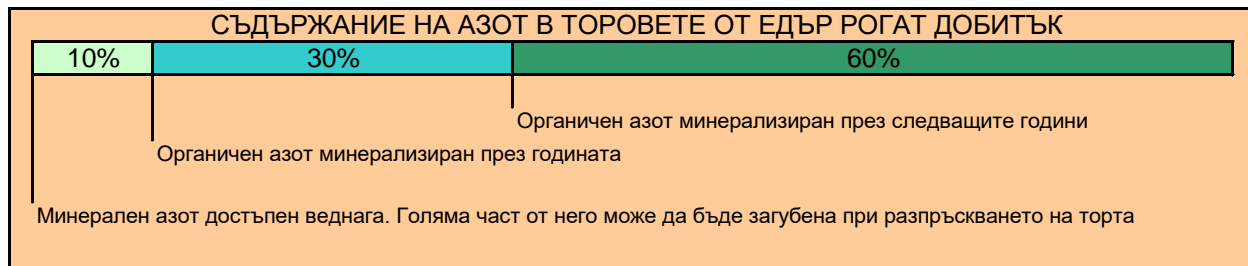 СЪДЪРЖАНИЕ НА АЗОТ В ТОРОВЕТЕ ОТ ЕДЪР РОГАТ ДОБИТЪК
10% 30% 60%
Органичен азот минерализиран през следващите години
Органичен азот минерализиран през годината
Минерален азот достъпен веднага. Голяма част от него може да бъде загубена при разпръскването на торта